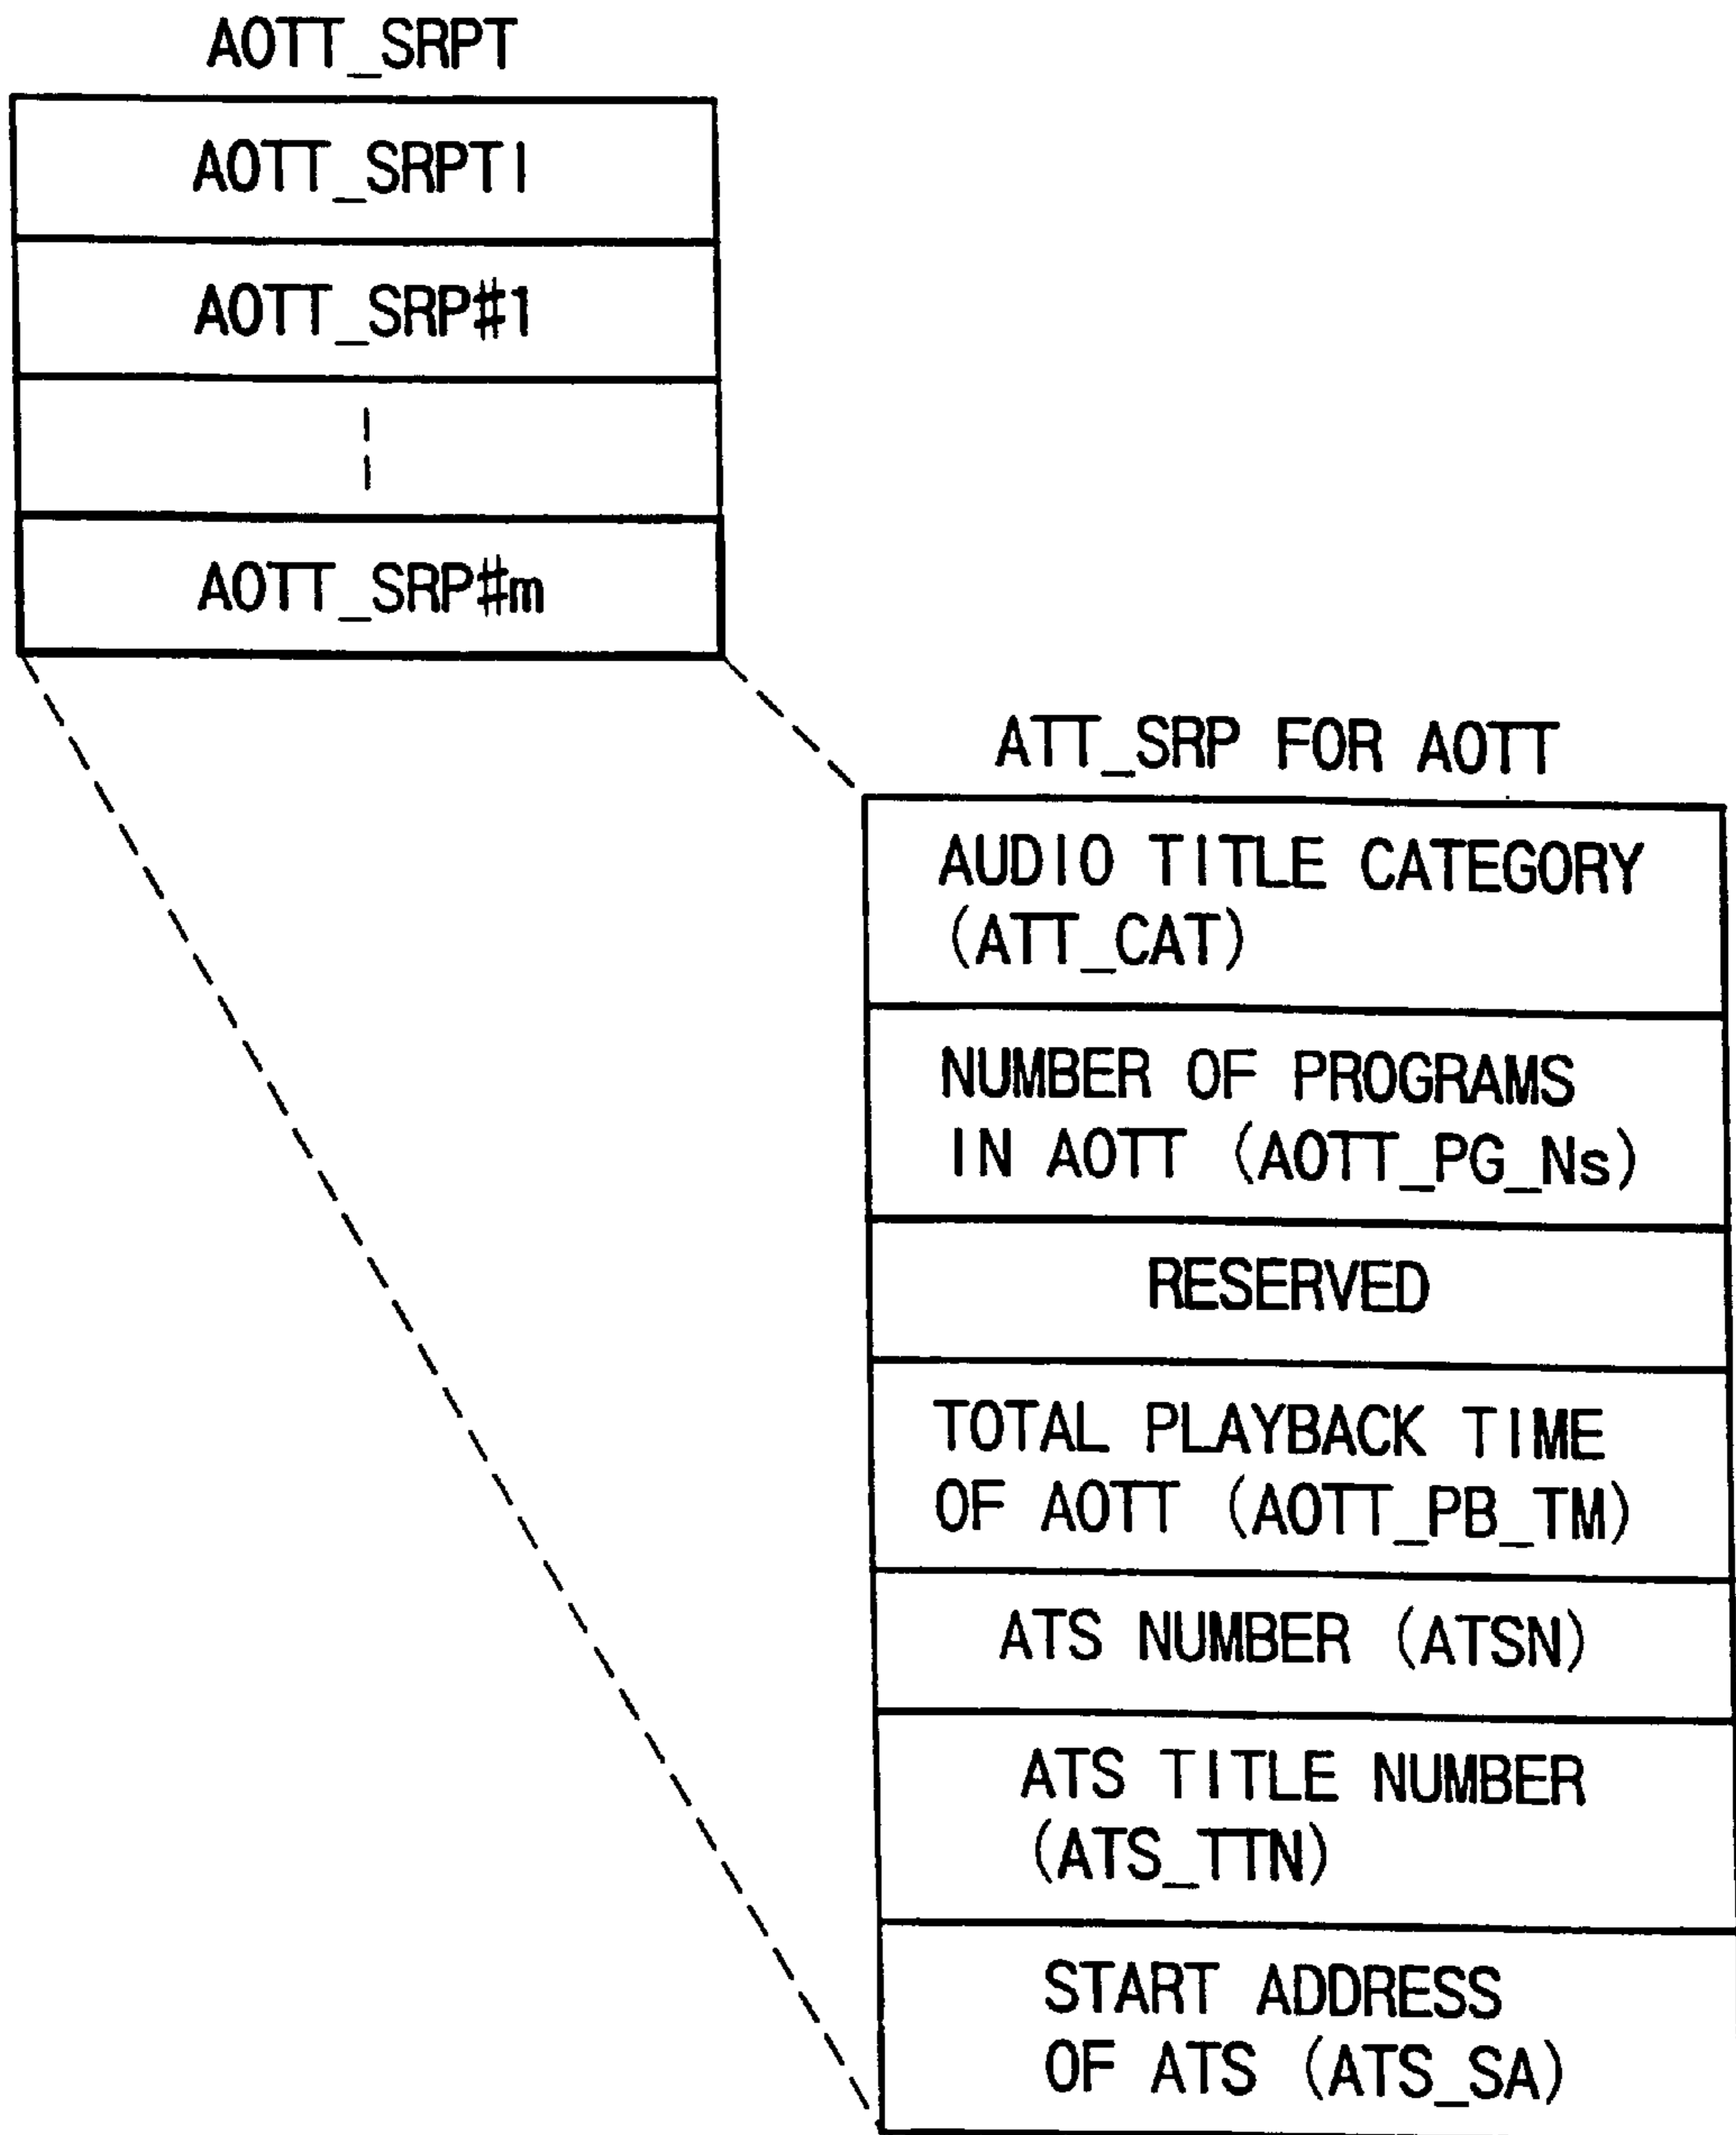 AOTT_SRPT
AOTT_SRPTI
AOTT_SRP#1
AOTT_SRP#m
ATT_SRP FOR AOTT
AUDIO TITLE CATEGORY
(ATT_CAT)
NUMBER OF PROGRAMS
IN AOTT (AOTT_PG_Ns)
RESERVED
TOTAL PLAYBACK TIME
OF AOTT (AOTT_PB_TM)
ATS NUMBER (ATSN)
ATS TITLE NUMBER
(ATS_TTN)
START ADDRESS
OF ATS (ATS_SA)